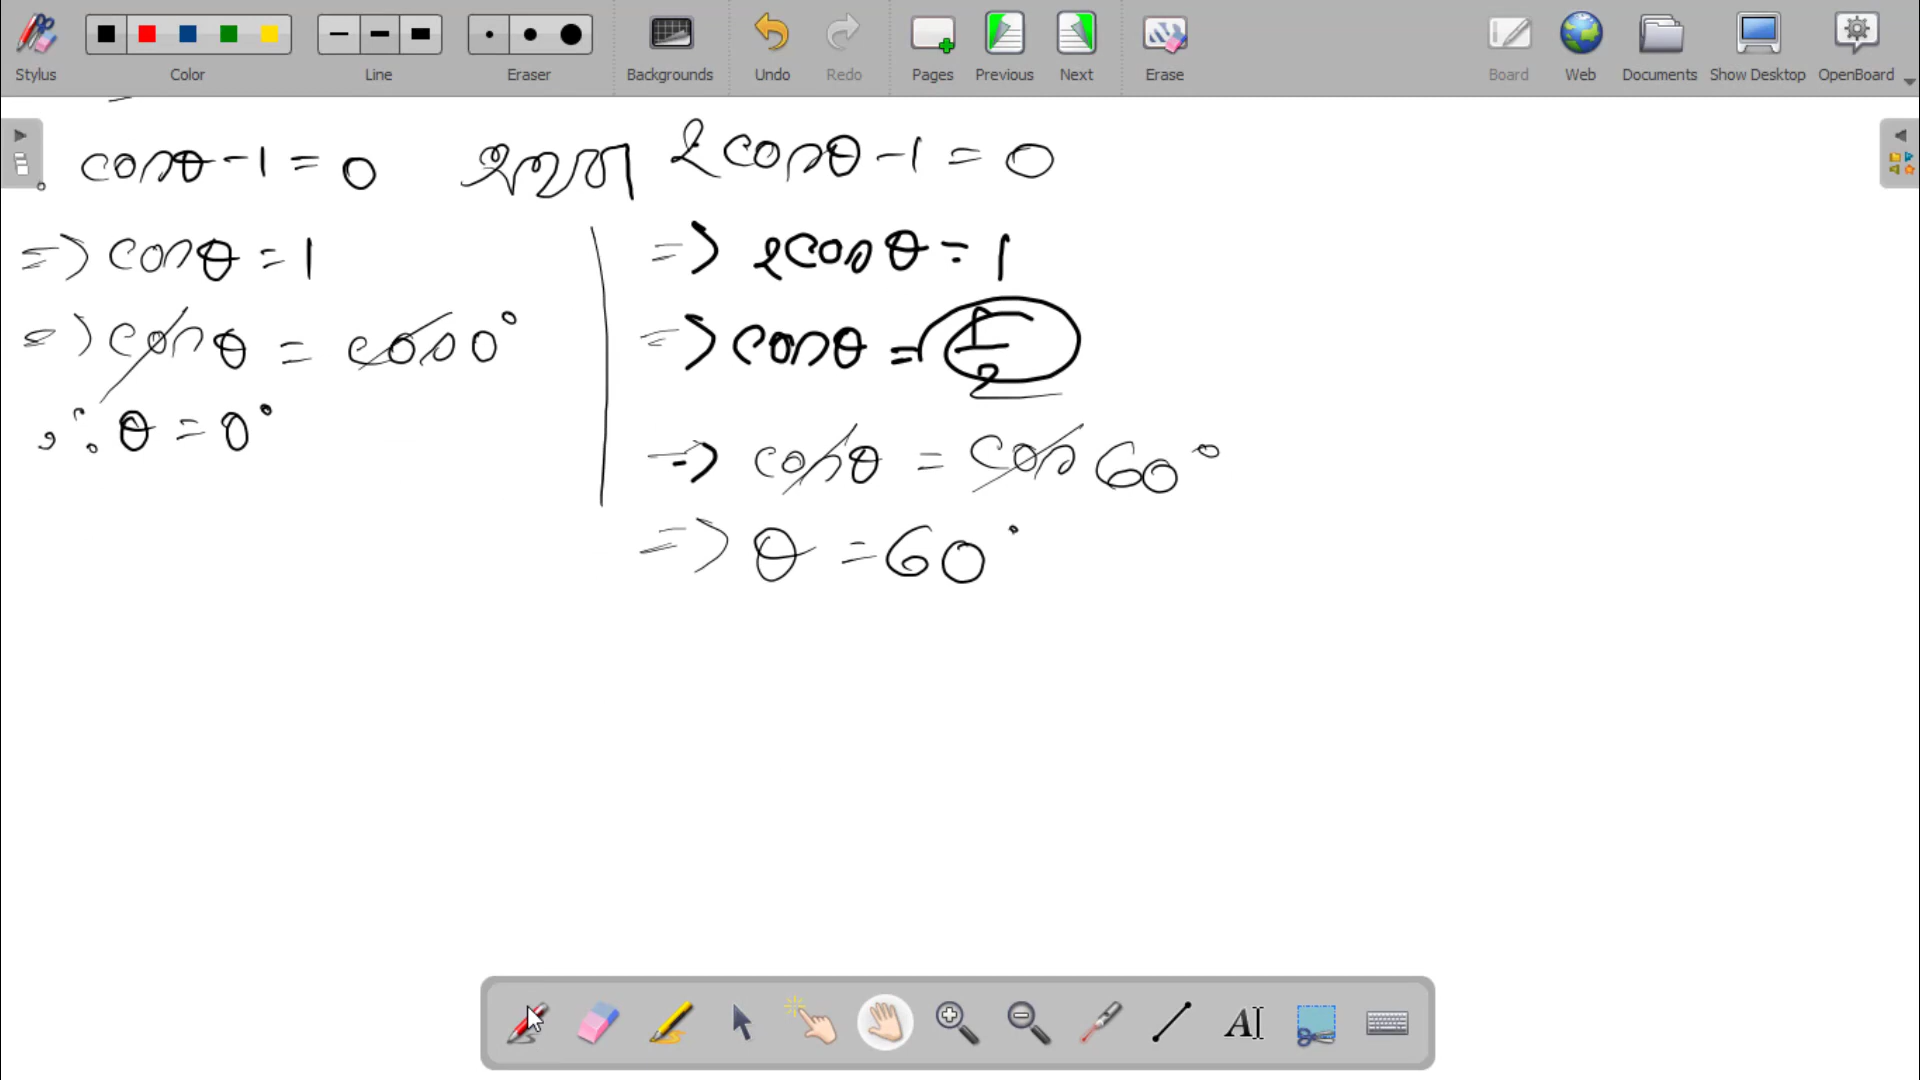 Stylus Color Line Eraser Backgrounds Undo Redo Pages Previous Next Erase Board Web Documents Show Desktop OpenBoard
cosθ-1=0 অথবা 2cosθ-1=0
=> cosθ=1
=> cosθ = cos0°
∴ θ=0°
=> 2cosθ=1
=> cosθ = 1/2
=> cosθ = cos60°
=> θ =60°